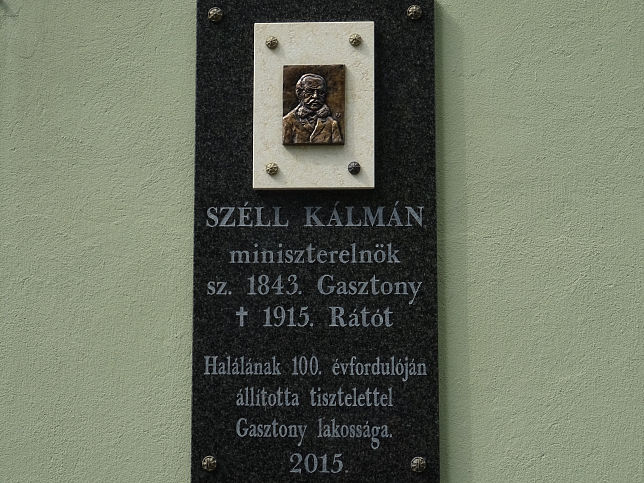 SZÉLL KÁLMÁN
miniszterelnök
sz. 1843. Gasztony
† 1915. Rátót
Halálának 100. évfordulóján
állította tisztelettel
Gasztony lakossága.
2015.